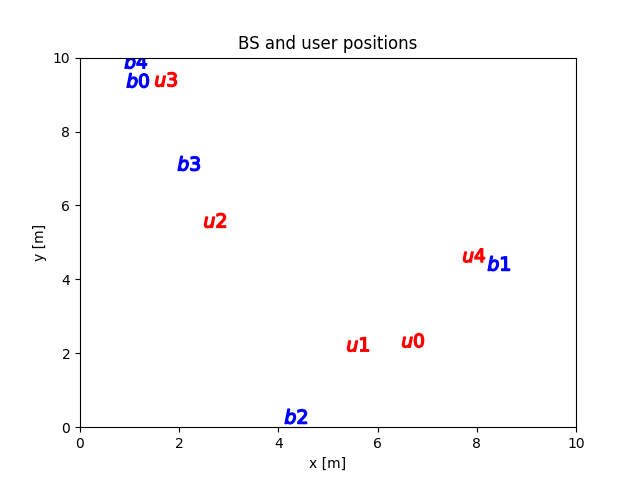 BS and user positions
10
b4
b0 u3
8
b3
6
u2
y [m]
u4 b1
4
u1 u0
2
b2
0
0 2 4 6 8 10
x [m]